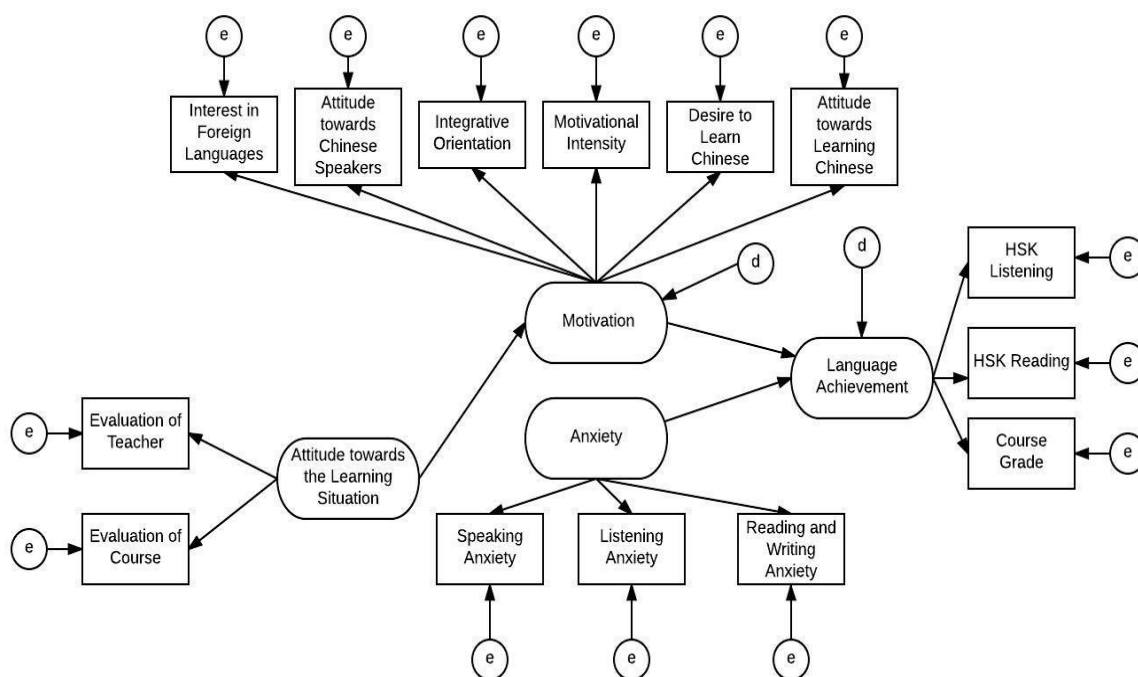 e
e
e
e
e
e
Interest in
Foreign
Languages
Attitude
towards
Chinese
Speakers
Integrative
Orientation
Motivational
Intensity
Desire to
Learn
Chinese
Attitude
towards
Learning
Chinese
d
d
HSK
Listening
e
Motivation
Language
Achievement
HSK Reading
e
Evaluation of
Teacher
e
Anxiety
Attitude towards
the Learning
Situation
Course
Grade
e
Evaluation of
Course
e
Speaking
Anxiety
Listening
Anxiety
Reading and
Writing
Anxiety
e
e
e